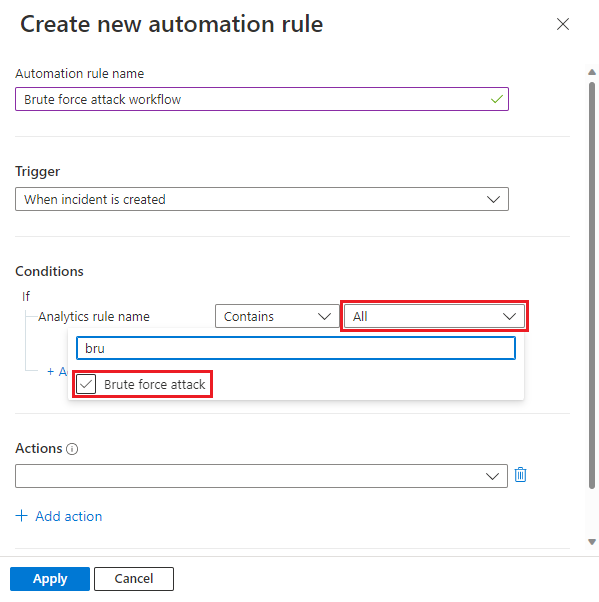 Create new automation rule
Automation rule name
Brute force attack workflow
Trigger
When incident is created
Conditions
If
Analytics rule name Contains All
bru
+ A
Brute force attack
Actions
+ Add action
Apply Cancel